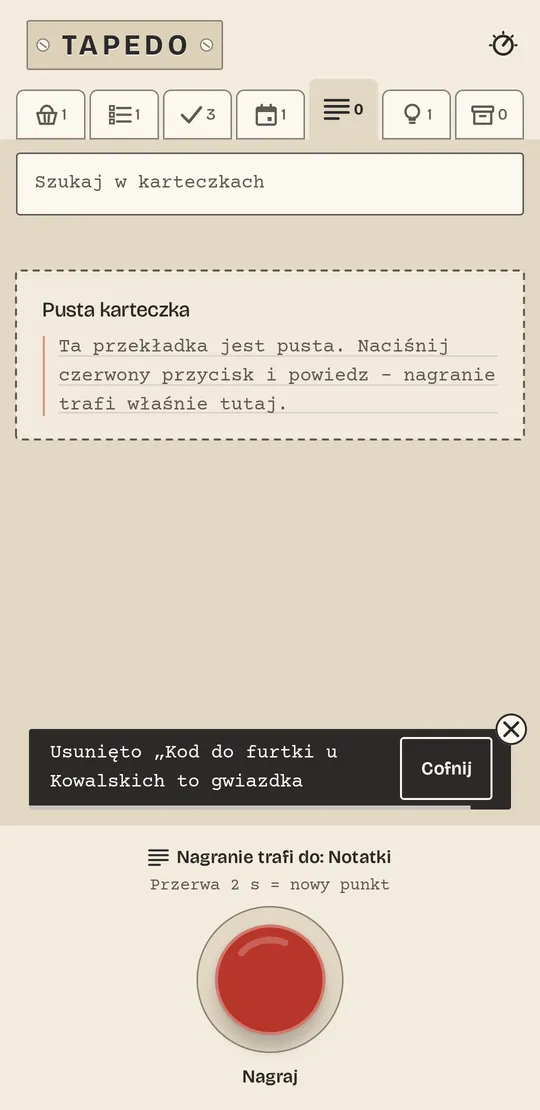 TAPEDO
1
1
3
1
0
1
0
Szukaj w karteczkach
Pusta karteczka
Ta przekładka jest pusta. Naciśnij
czerwony przycisk i powiedz – nagranie
trafi właśnie tutaj.
Usunięto „Kod do furtki u
Kowalskich to gwiazdka
Cofnij
Nagranie trafi do: Notatki
Przerwa 2 s = nowy punkt
Nagraj